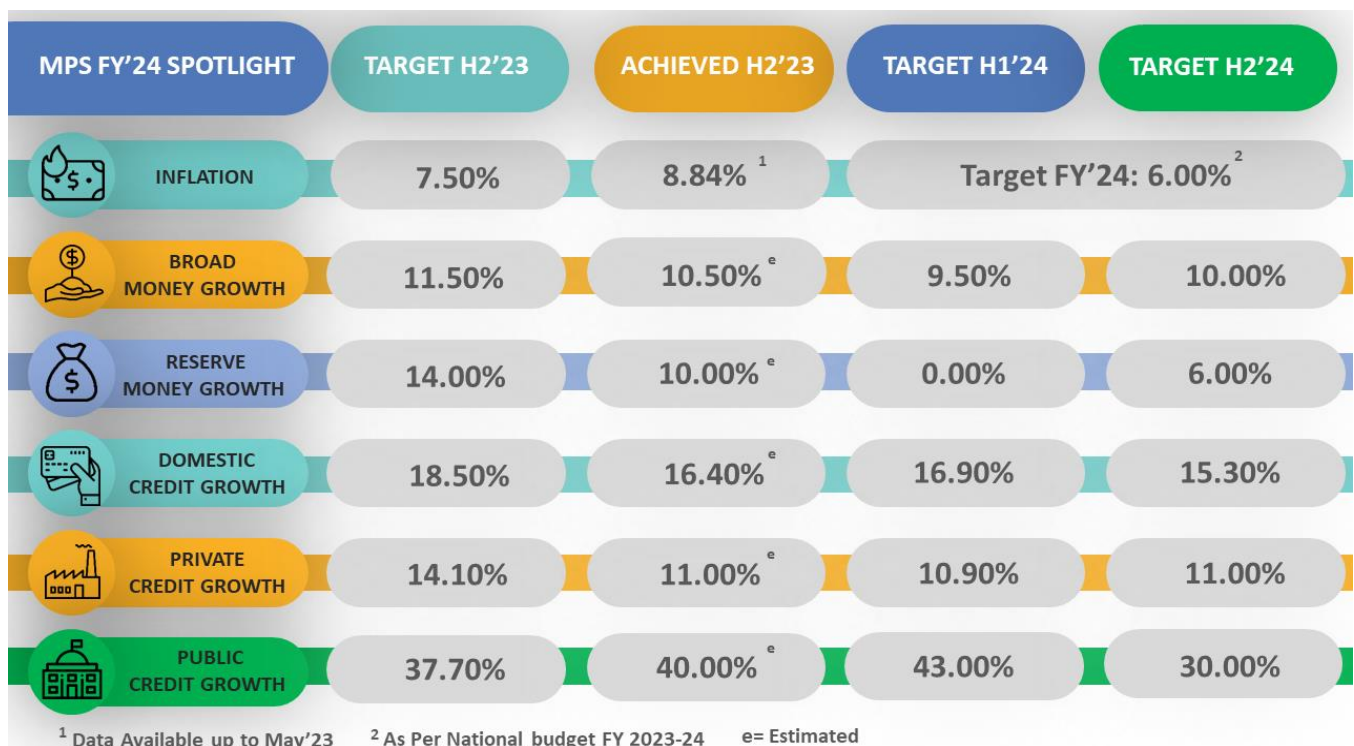 MPS FY'24 SPOTLIGHT TARGET H2'23 ACHIEVED H2'23 TARGET H1'24 TARGET H2'24
INFLATION 7.50% 8.84% 1 Target FY'24: 6.00% 2
BROAD
MONEY GROWTH 11.50% 10.50% e 9.50% 10.00%
RESERVE
MONEY GROWTH 14.00% 10.00% e 0.00% 6.00%
DOMESTIC
CREDIT GROWTH 18.50% 16.40% e 16.90% 15.30%
PRIVATE
CREDIT GROWTH 14.10% 11.00% e 10.90% 11.00%
PUBLIC
CREDIT GROWTH 37.70% 40.00% e 43.00% 30.00%
1 Data Available up to May'23 2 As Per National budget FY 2023-24 e= Estimated